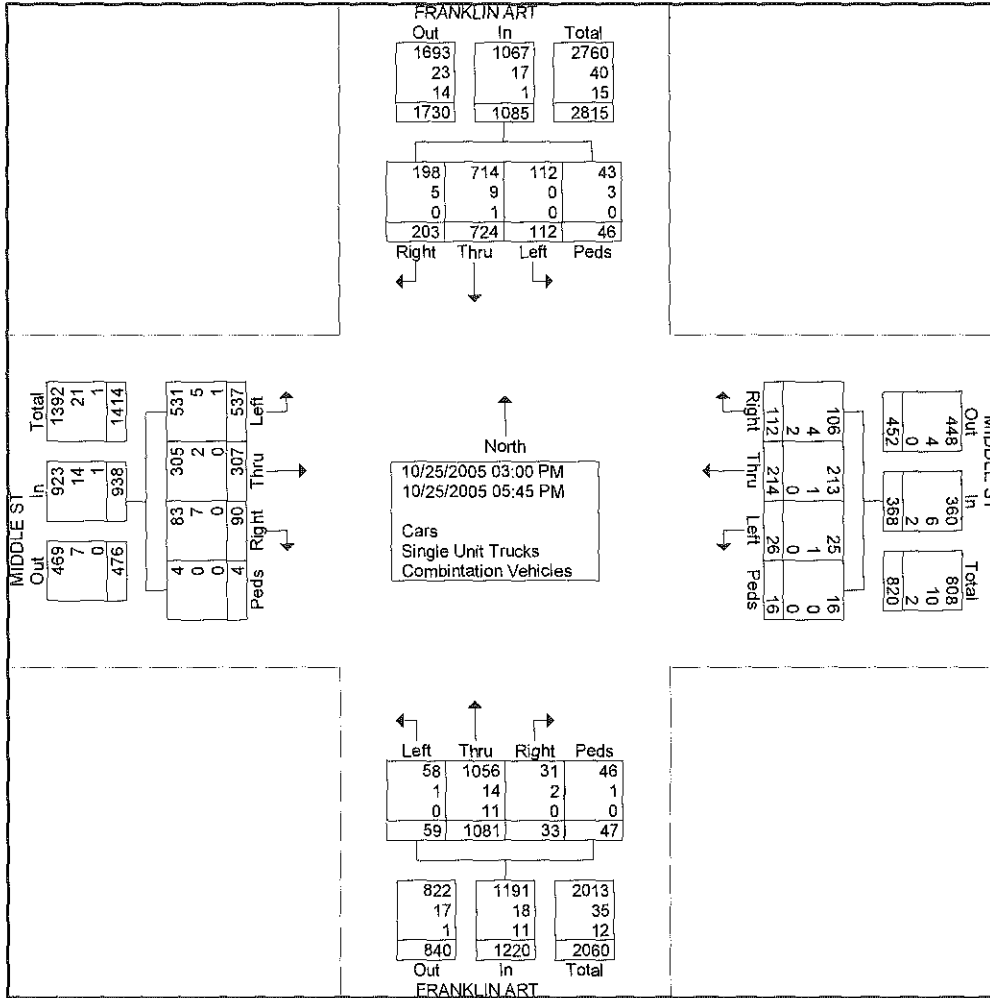 FRANKLIN ART
Out In Total
1693 1067 2760
23 17 40
14 1 15
1730 1085 2815
198 714 112 43
5 9 0 3
0 1 0 0
203 724 112 46
Right Thru Left Peds
MIDDLE ST
Total 1392 21 1 1414
In 923 14 1 938
Out 469 7 0 476
531 5 1 537 Left
305 2 0 307 Thru
83 7 0 90 Right
4 0 0 4 Peds
North
10/25/2005 03:00 PM
10/25/2005 05:45 PM
Cars
Single Unit Trucks
Combintation Vehicles
Right 112 2 4 106
Thru 214 0 1 213
Left 26 0 1 25
Peds 16 0 0 16
MIDDLE ST
Out 452 0 4 448
In 368 2 6 360
Total 820 2 10 808
Left Thru Right Peds
58 1056 31 46
1 14 2 1
0 11 0 0
59 1081 33 47
822 1191 2013
17 18 35
1 11 12
840 1220 2060
Out In Total
FRANKLIN ART